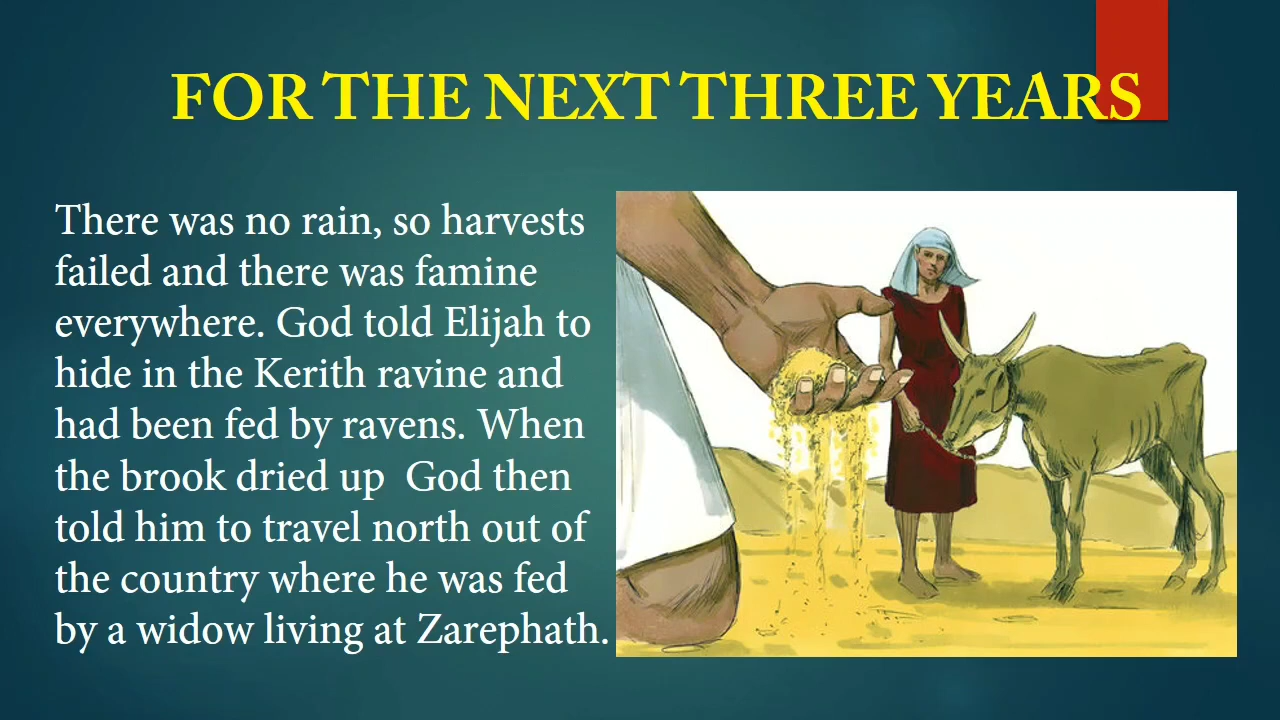 FOR THE NEXT THREE YEARS
There was no rain, so harvests
failed and there was famine
everywhere. God told Elijah to
hide in the Kerith ravine and
had been fed by ravens. When
the brook dried up  God then
told him to travel north out of
the country where he was fed
by a widow living at Zarephath.